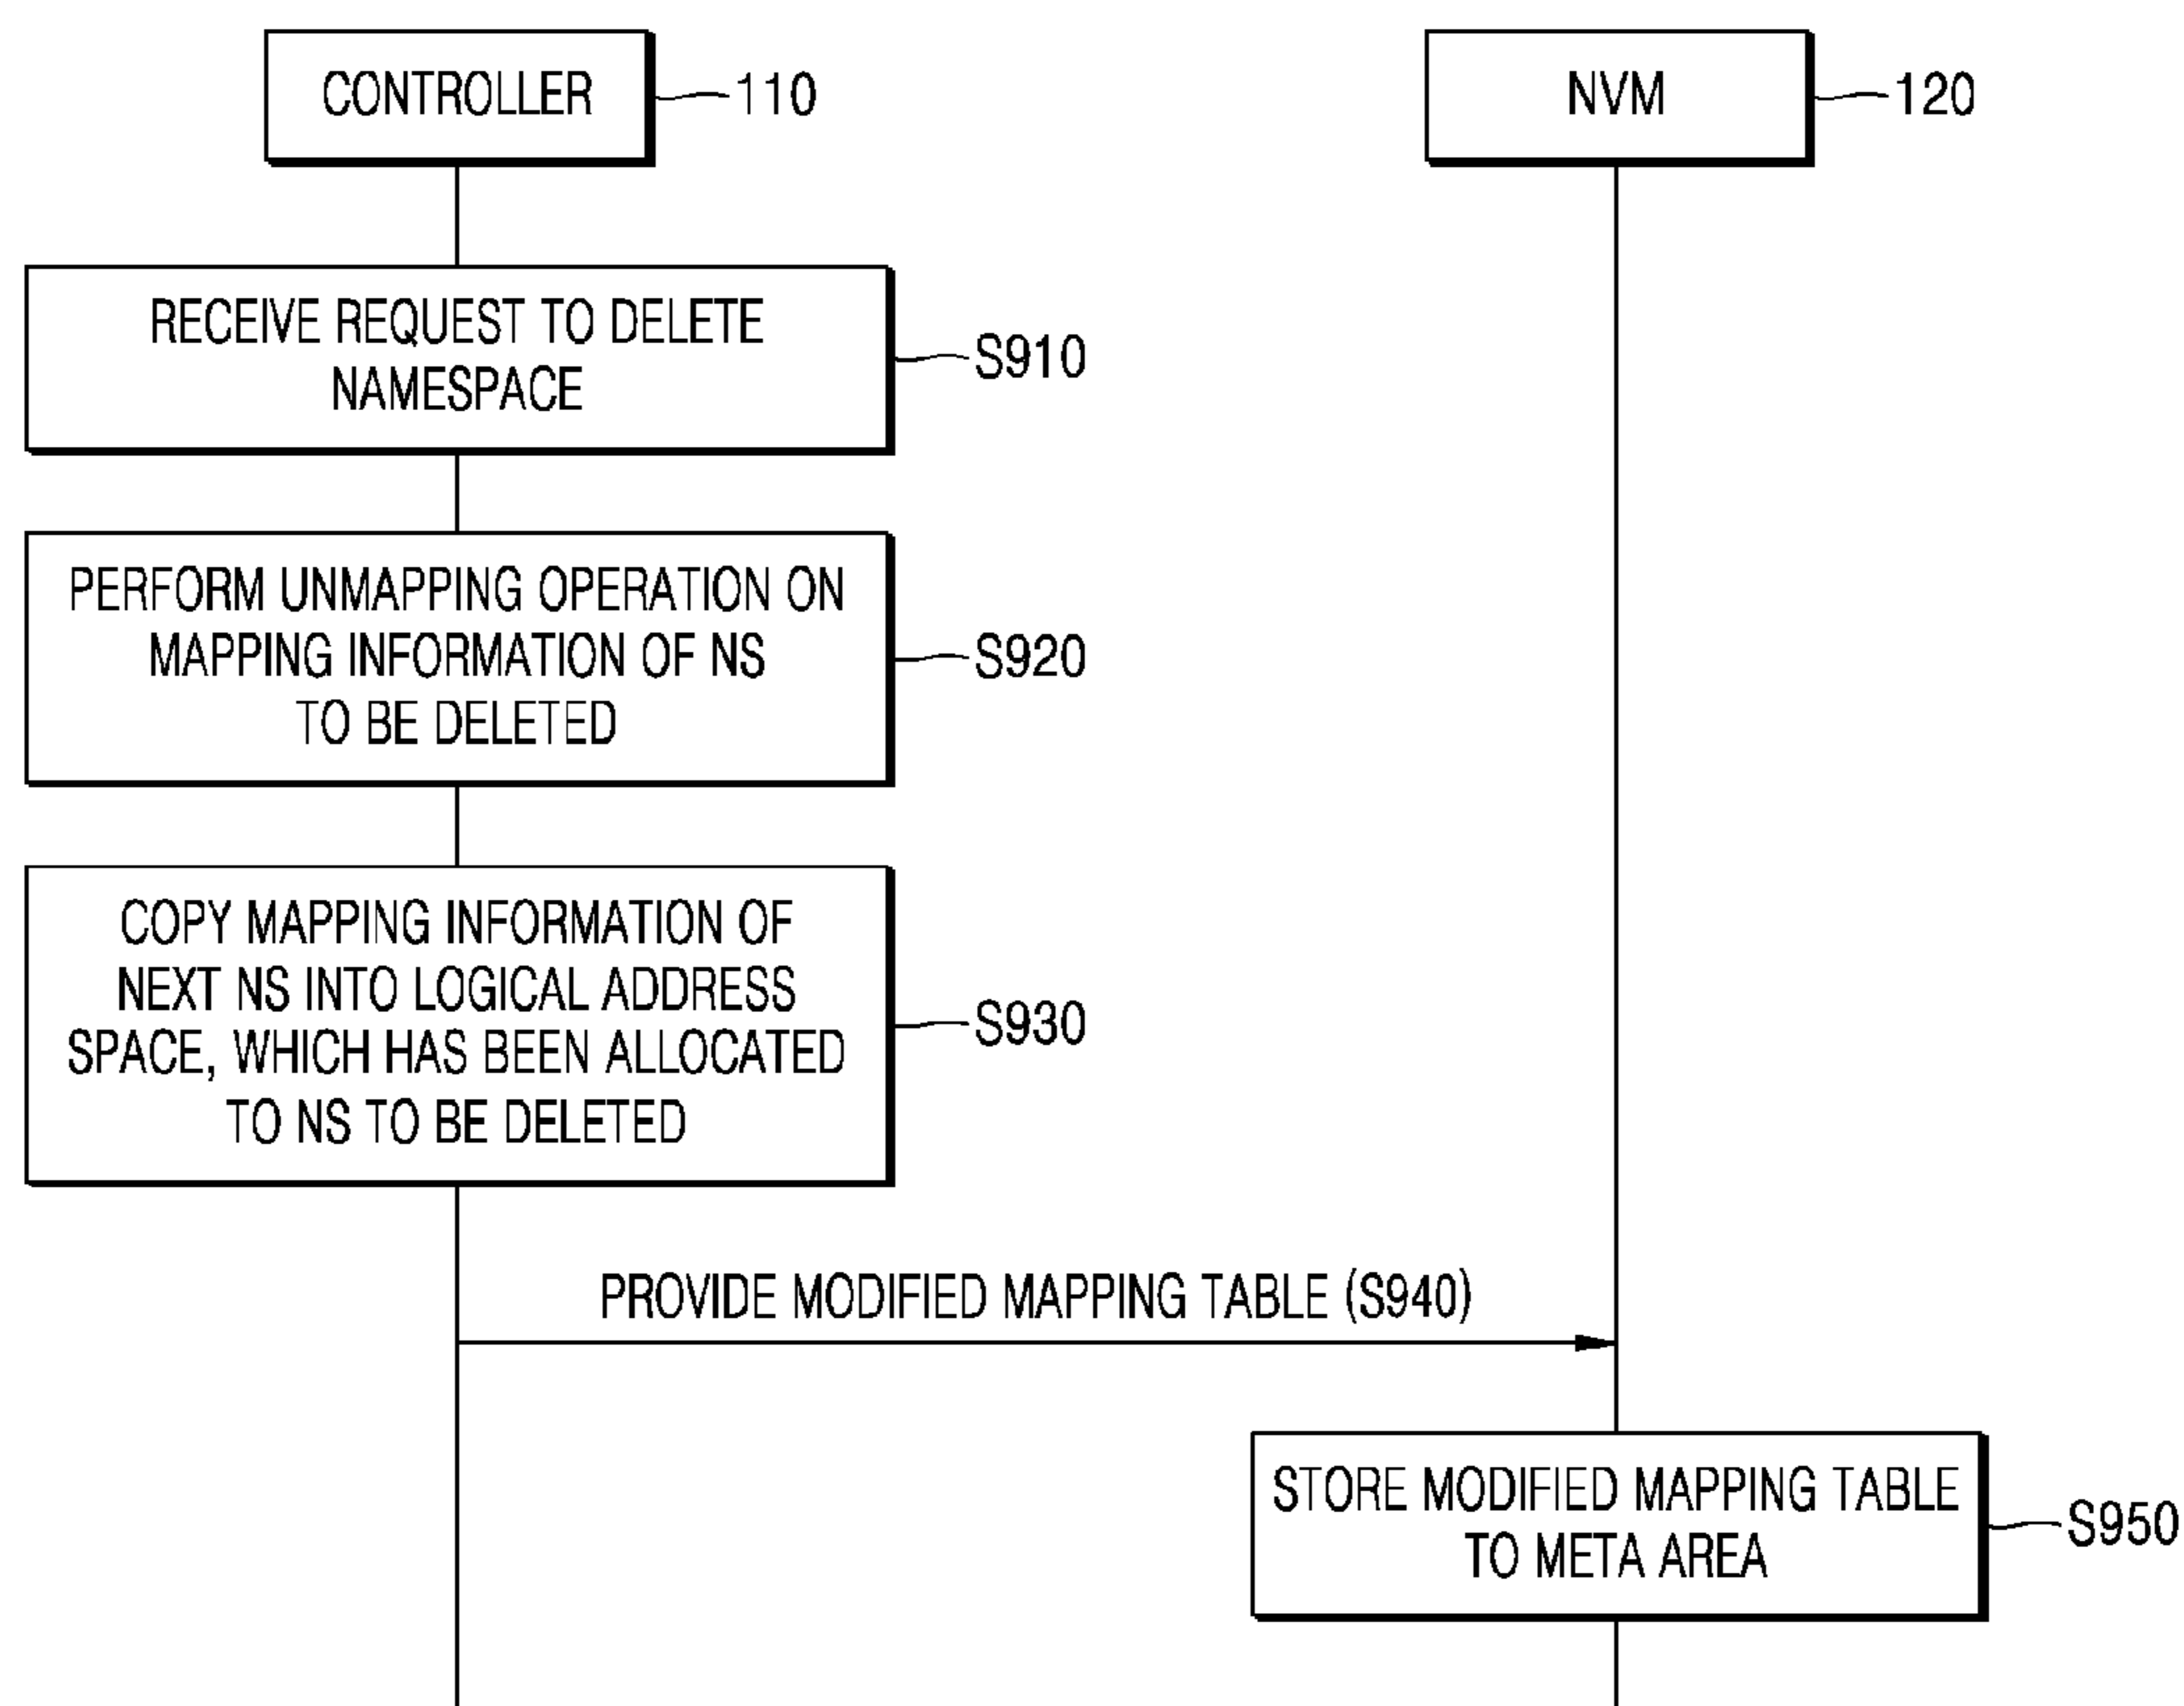 CONTROLLER
110
NVM
120
RECEIVE REQUEST TO DELETE
NAMESPACE
S910
PERFORM UNMAPPING OPERATION ON
MAPPING INFORMATION OF NS
TO BE DELETED
S920
COPY MAPPING INFORMATION OF
NEXT NS INTO LOGICAL ADDRESS
SPACE, WHICH HAS BEEN ALLOCATED
TO NS TO BE DELETED
S930
PROVIDE MODIFIED MAPPING TABLE (S940)
STORE MODIFIED MAPPING TABLE
TO META AREA
S950